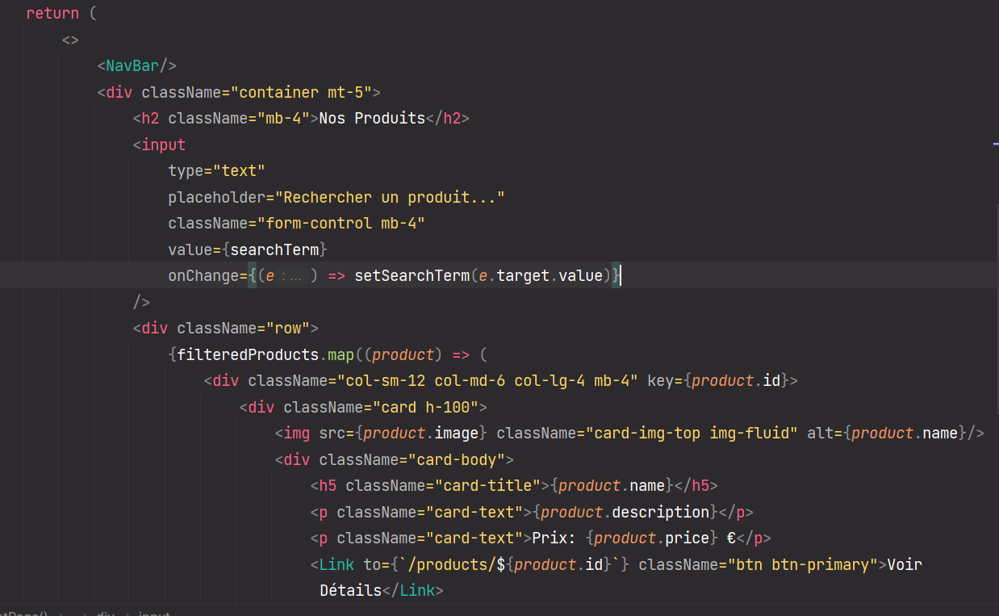 return (
<>
<NavBar/>
<div className="container mt-5">
<h2 className="mb-4">Nos Produits</h2>
<input
type="text"
placeholder="Rechercher un produit..."
className="form-control mb-4"
value={searchTerm}
onChange={(e : ... ) => setSearchTerm(e.target.value)}
/>
<div className="row">
{filteredProducts.map((product) => (
<div className="col-sm-12 col-md-6 col-lg-4 mb-4" key={product.id}>
<div className="card h-100">
<img src={product.image} className="card-img-top img-fluid" alt={product.name}/>
<div className="card-body">
<h5 className="card-title">{product.name}</h5>
<p className="card-text">{product.description}</p>
<p className="card-text">Prix: {product.price} €</p>
<Link to={`/products/${product.id}`} className="btn btn-primary">Voir
Détails</Link>